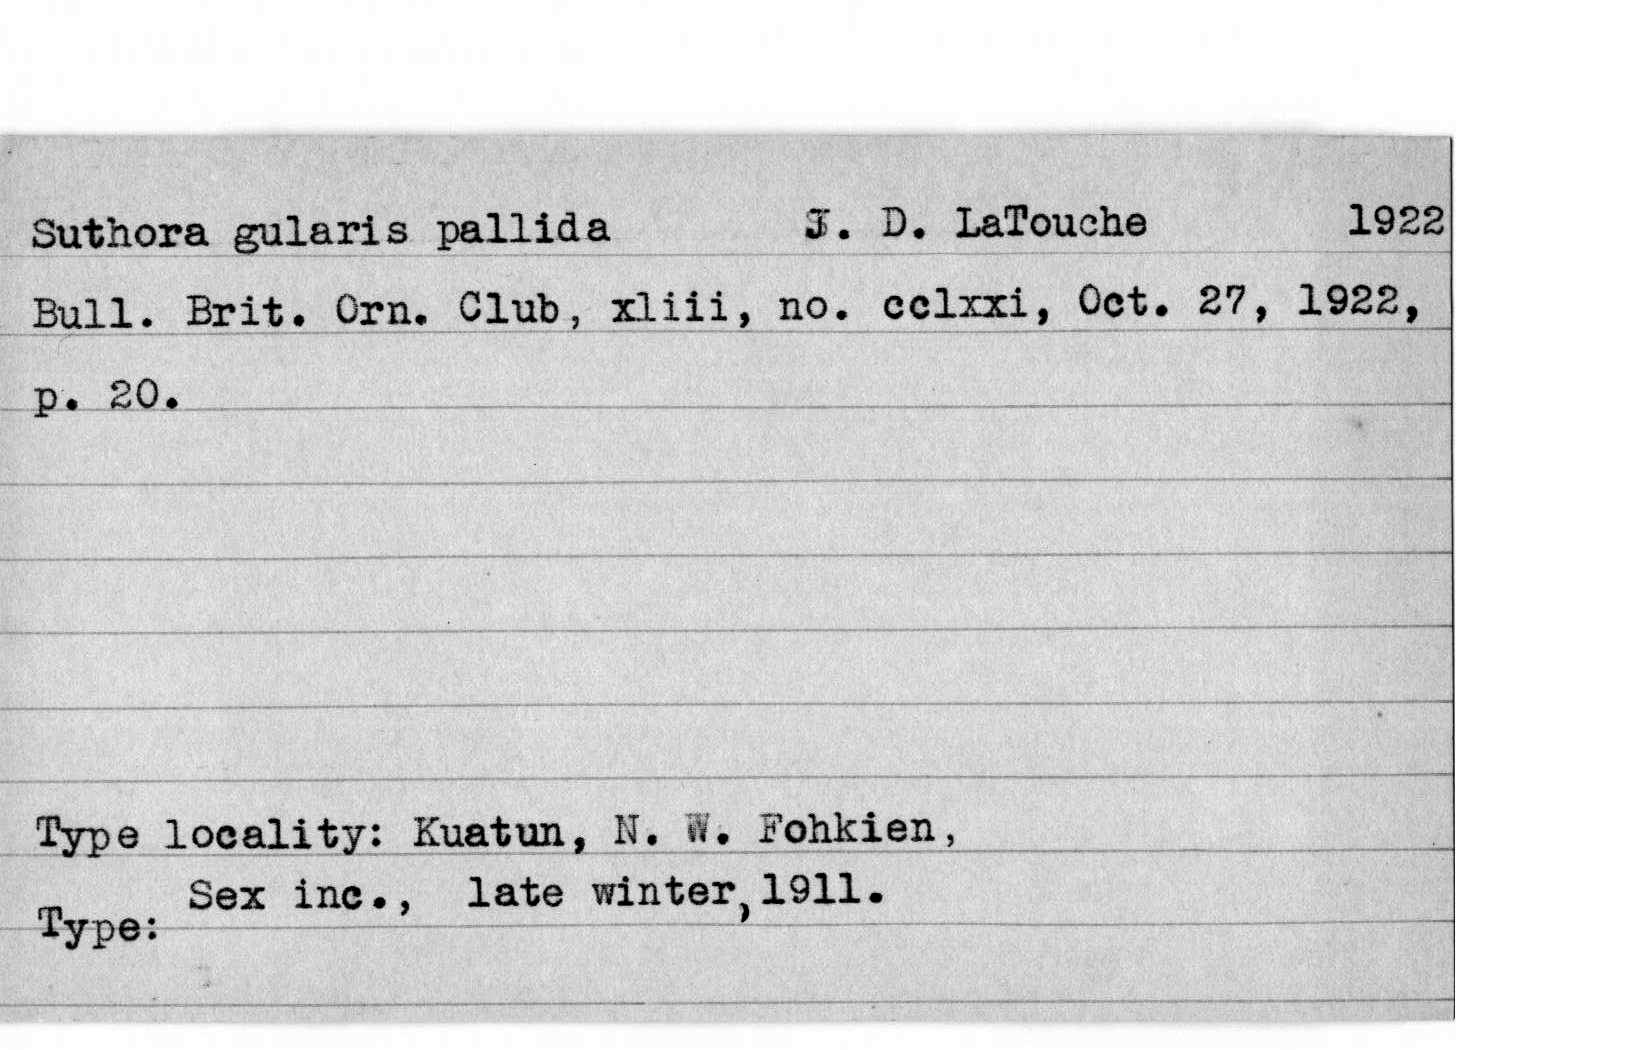 Suthora gularis pallida J. D. LaTouche 1922
Bull. Brit. Orn. Club, xliii, no. cclxxi, Oct. 27, 1922,
p. 20.
Type locality: Kuatun, N. W. Fohkien,
Sex inc., late winter, 1911.
Type: